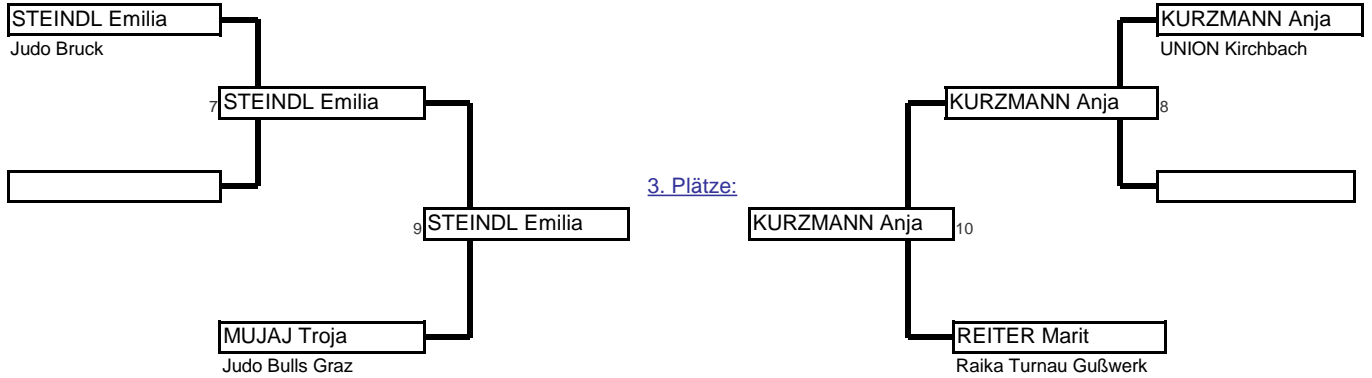 STEINDL Emilia
Judo Bruck
7 STEINDL Emilia
9 STEINDL Emilia
MUJAJ Troja
Judo Bulls Graz
3. Plätze:
KURZMANN Anja
UNION Kirchbach
KURZMANN Anja 8
KURZMANN Anja 10
REITER Marit
Raika Turnau Gußwerk